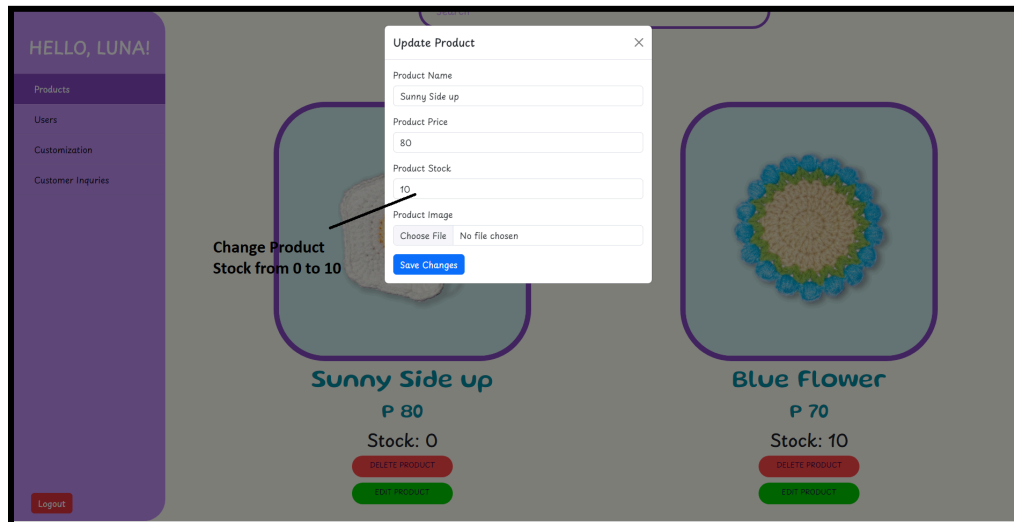 Search
HELLO, LUNA!
Products
Users
Customization
Customer Inquries
Logout
Update Product
Product Name
Sunny Side up
Product Price
80
Product Stock
10
Product Image
Choose File No file chosen
Save Changes
Change Product
Stock from 0 to 10
Sunny Side up
P 80
Stock: 0
DELETE PRODUCT
EDIT PRODUCT
Blue Flower
P 70
Stock: 10
DELETE PRODUCT
EDIT PRODUCT